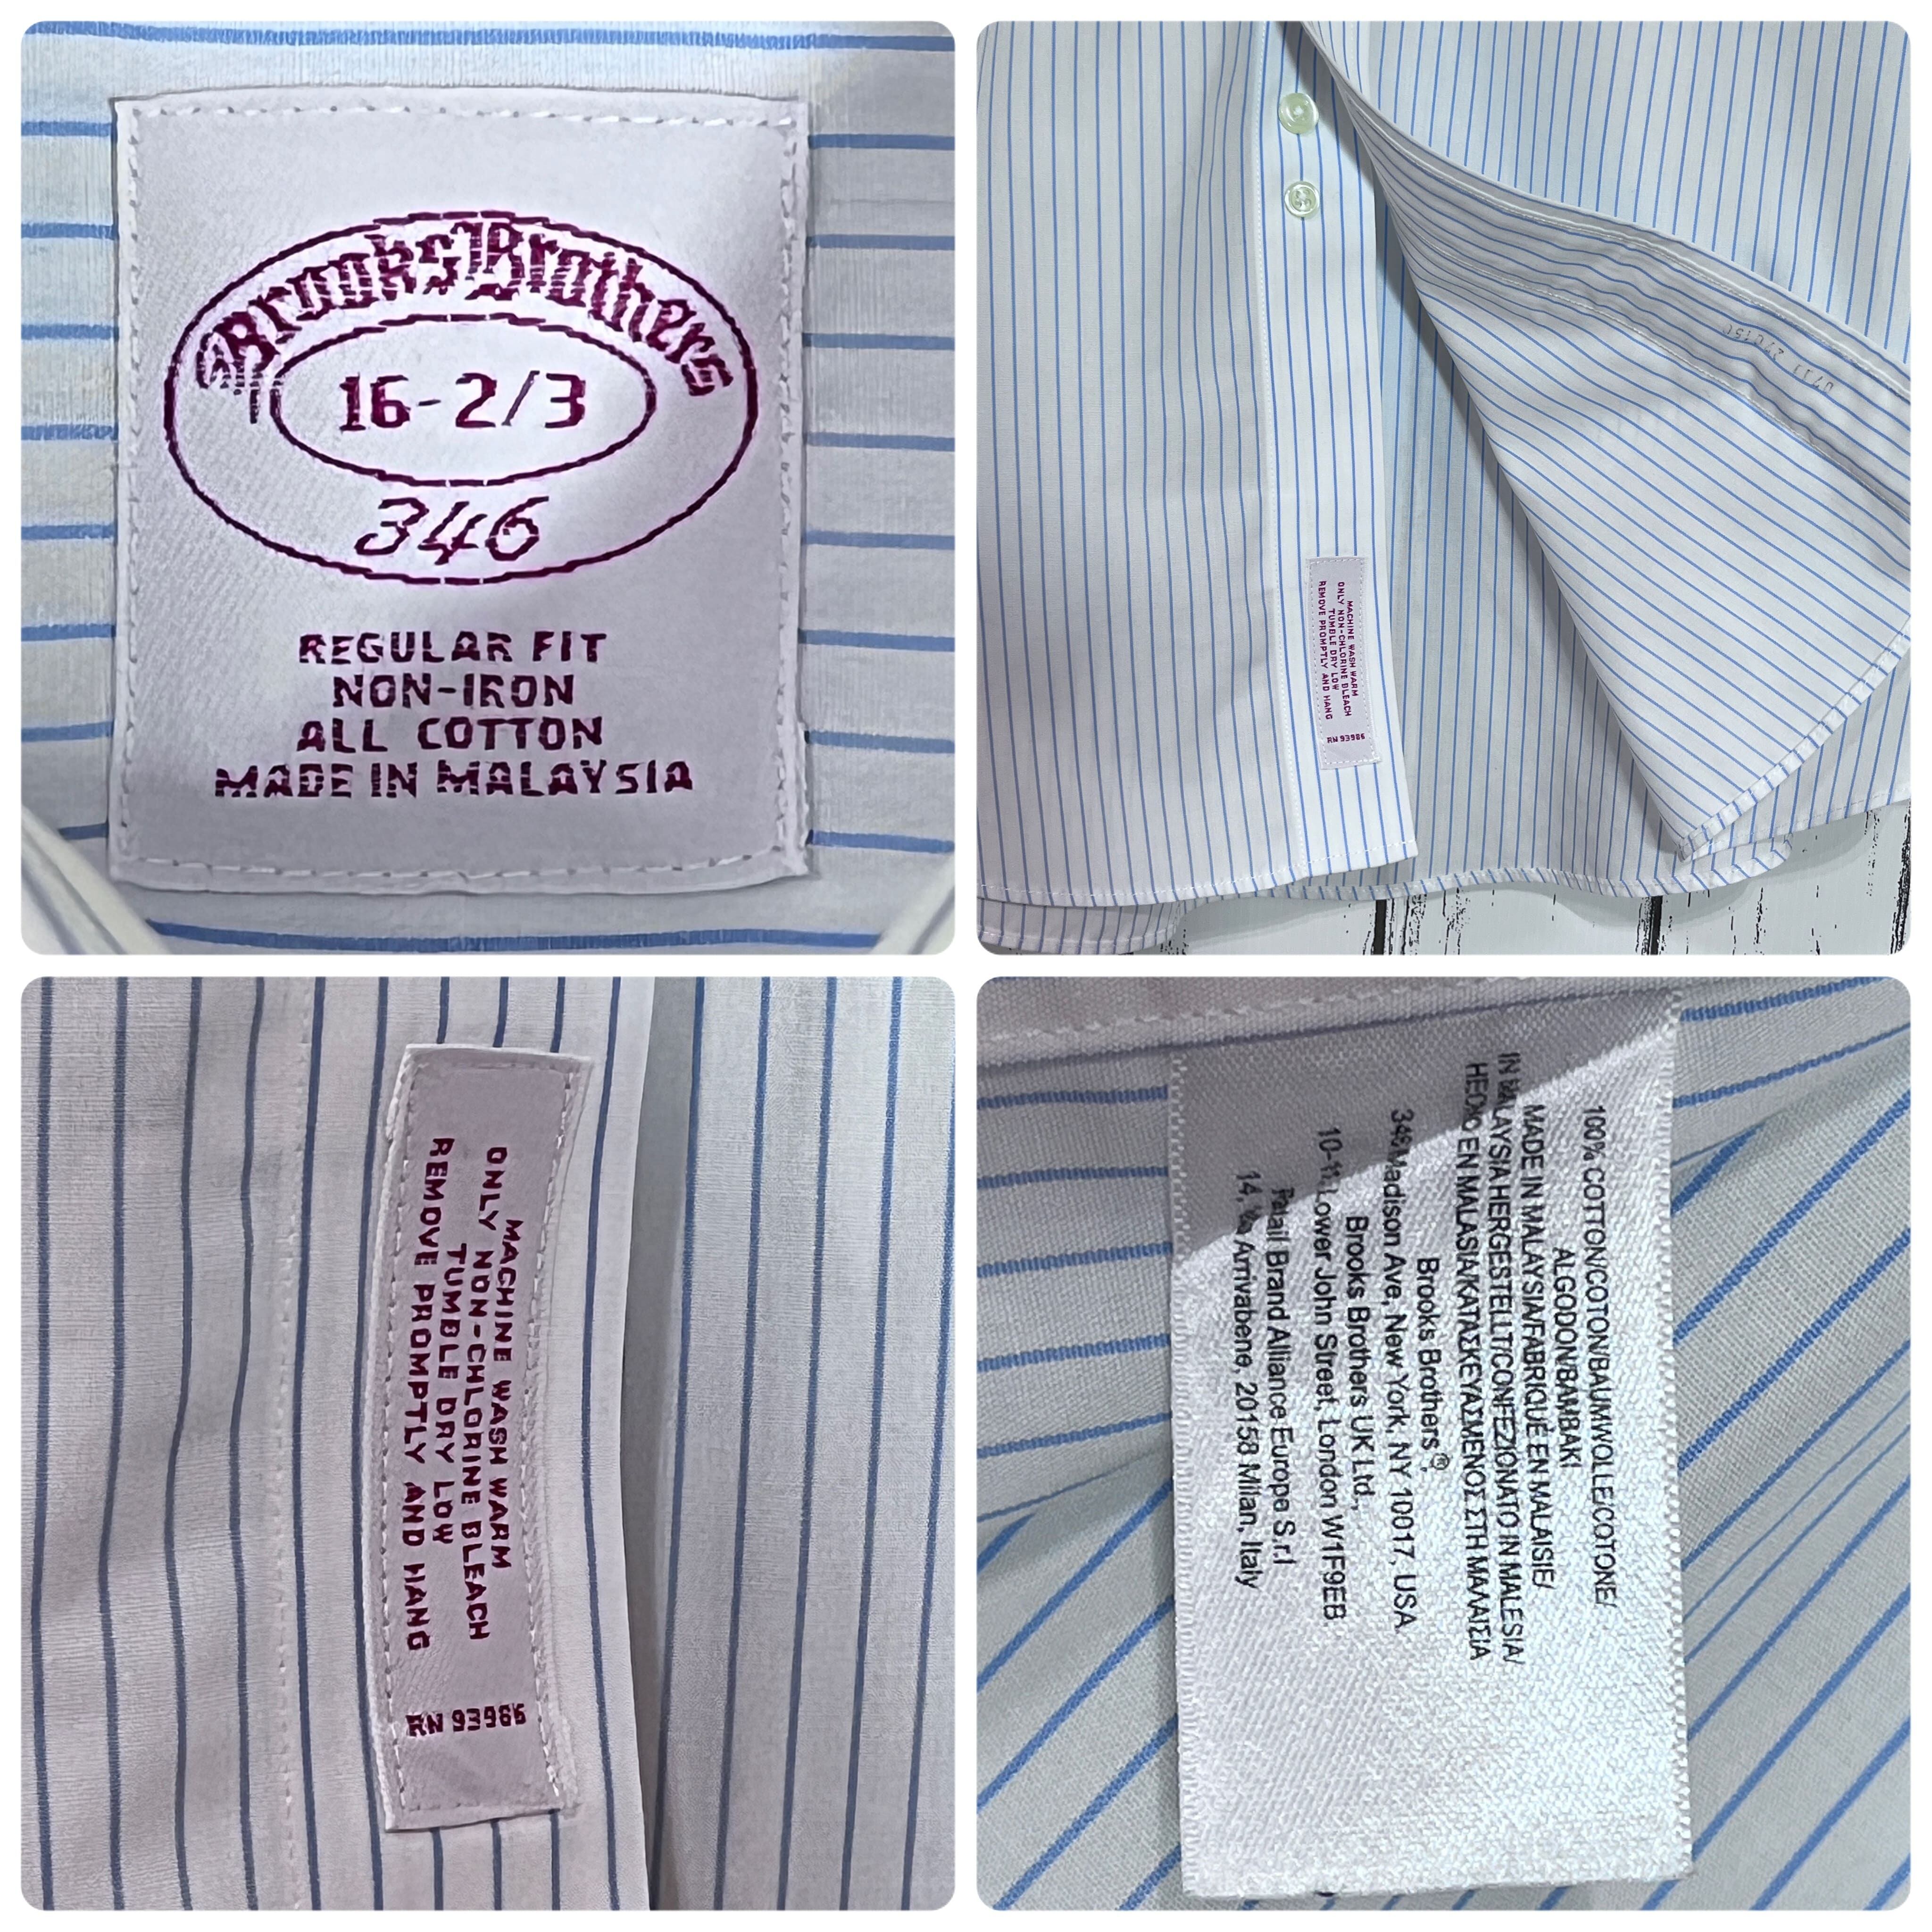 Brooks Brothers
16-2/3
346
REGULAR FIT
NON-IRON
ALL COTTON
MADE IN MALAYSIA
MACHINE WASH WARM
ONLY NON-CHLORINE BLEACH
TUMBLE DRY LOW
REMOVE PROMPTLY AND HANG
RN 93986
MACHINE WASH WARM
ONLY NON-CHLORINE BLEACH
TUMBLE DRY LOW
REMOVE PROMPTLY AND HANG
RN 93986
100% COTTON/COTON/BAUMWOLLE/COTONE/
ALGODON/BAMBAKI
MADE IN MALAYSIA/FABRIQUÉ EN MALAISIE/
IN MALAYSIA HERGESTELLT/CONFEZIONATO IN MALESIA/
HECHO EN MALASIA/ΚΑΤΑΣΚΕΥΑΣΜΕΝΟΣ ΣΤΗ ΜΑΛΑΙΣΙΑ
Brooks Brothers®,
346 Madison Ave, New York, NY 10017, USA
Brooks Brothers UK Ltd.,
10-11 Lower John Street, London W1F9EB
Retail Brand Alliance Europe S.r.l
14, via Arrivabene, 20158 Milan, Italy